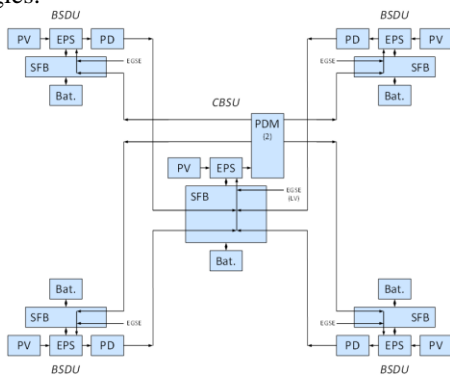 gies.
BSDU
BSDU
PV
EPS
PD
PD
EPS
PV
EGSE
EGSE
SFB
SFB
Bat.
Bat.
CBSU
PDM
(2)
PV
EPS
SFB
EGSE
(LV)
Bat.
Bat.
Bat.
SFB
SFB
EGSE
EGSE
PV
EPS
PD
PD
EPS
PV
BSDU
BSDU